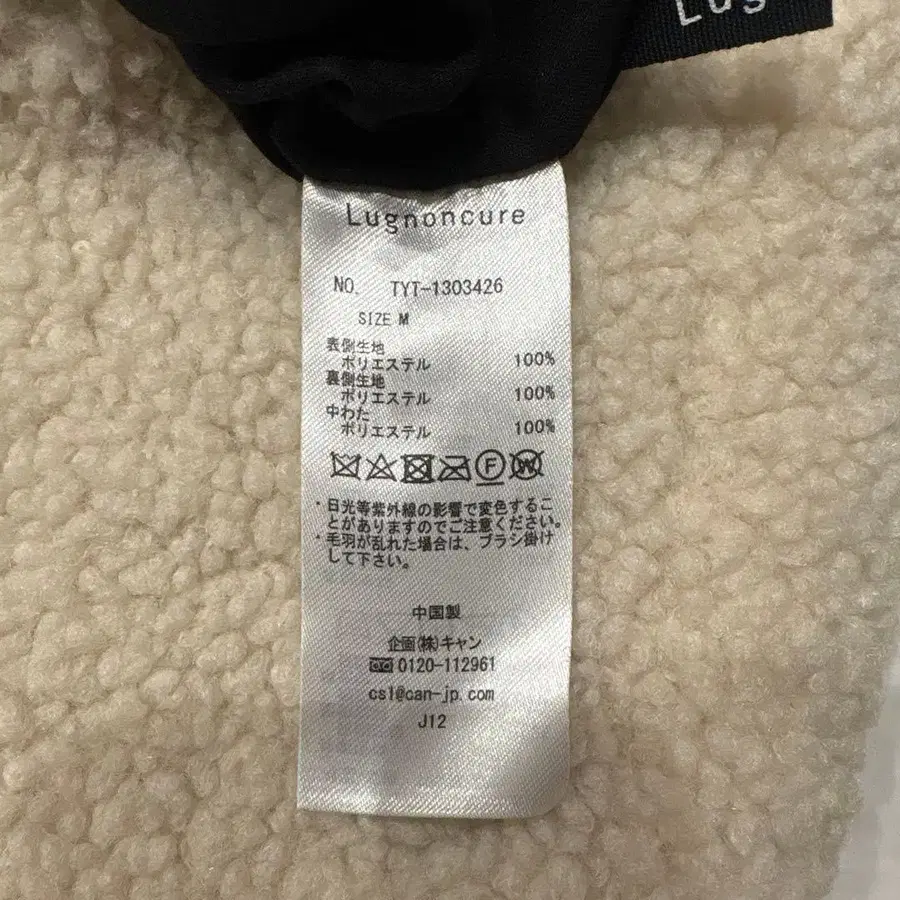 Lug
Lugnoncure
NO. TYT-1303426
SIZE M
表側生地
ポリエステル 100%
裏側生地
ポリエステル 100%
中わた
ポリエステル 100%
F W
・日光等紫外線の影響で変色するこ
とがありますのでご注意ください。
・毛羽が乱れた場合は、ブラシ掛け
して下さい。
中国製
企画(株)キャン
0120-112961
cs1@can-jp.com
J12